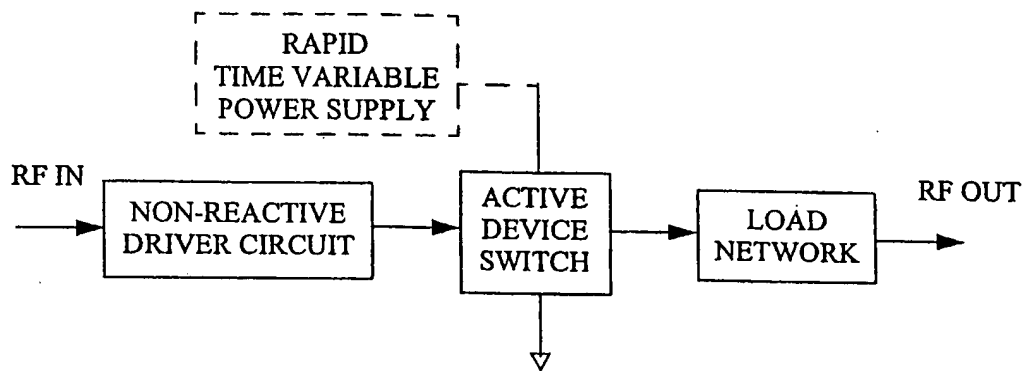 RAPID
TIME VARIABLE
POWER SUPPLY
RF IN
NON-REACTIVE
DRIVER CIRCUIT
ACTIVE
DEVICE
SWITCH
LOAD
NETWORK
RF OUT